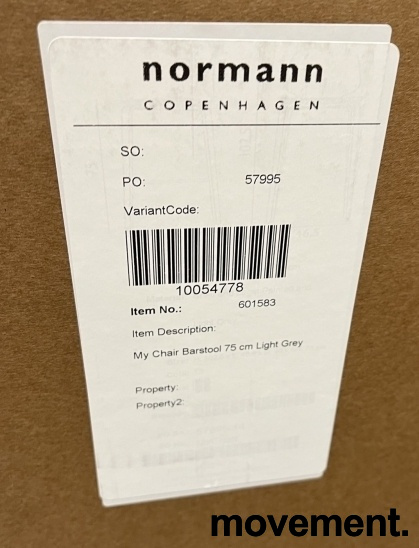 normann
COPENHAGEN
SO:
PO: 57995
VariantCode:
10054778
Item No.: 601583
Item Description:
My Chair Barstool 75 cm Light Grey
Property:
Property2:
movement.